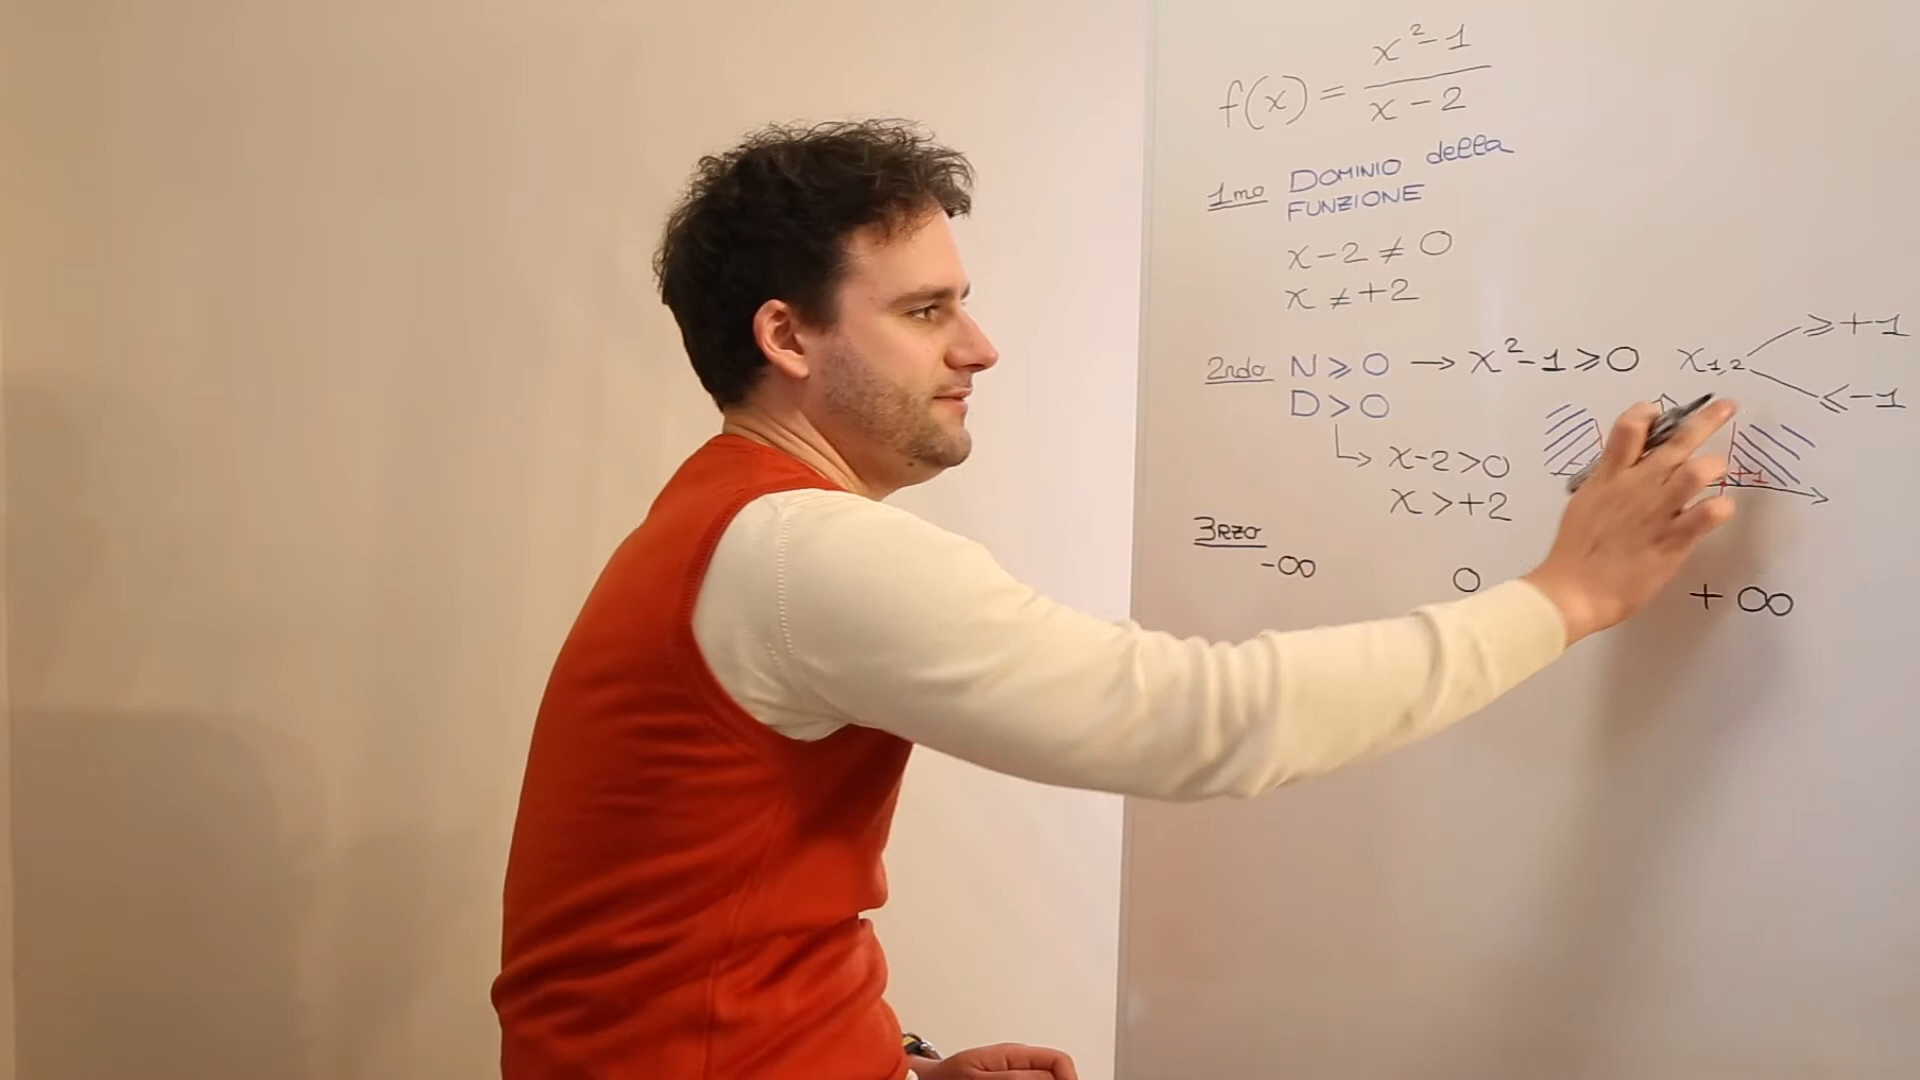 f(x) = x²-1 / x-2
1mo DOMINIO della
FUNZIONE
x-2 ≠ 0
x ≠ +2
2ndo N ⩾ 0 → x²-1 ⩾ 0 x1,2 ⩾+1
⩽-1
D > 0
x-2>0
x >+2
+1
3rzo
-∞ 0 +∞